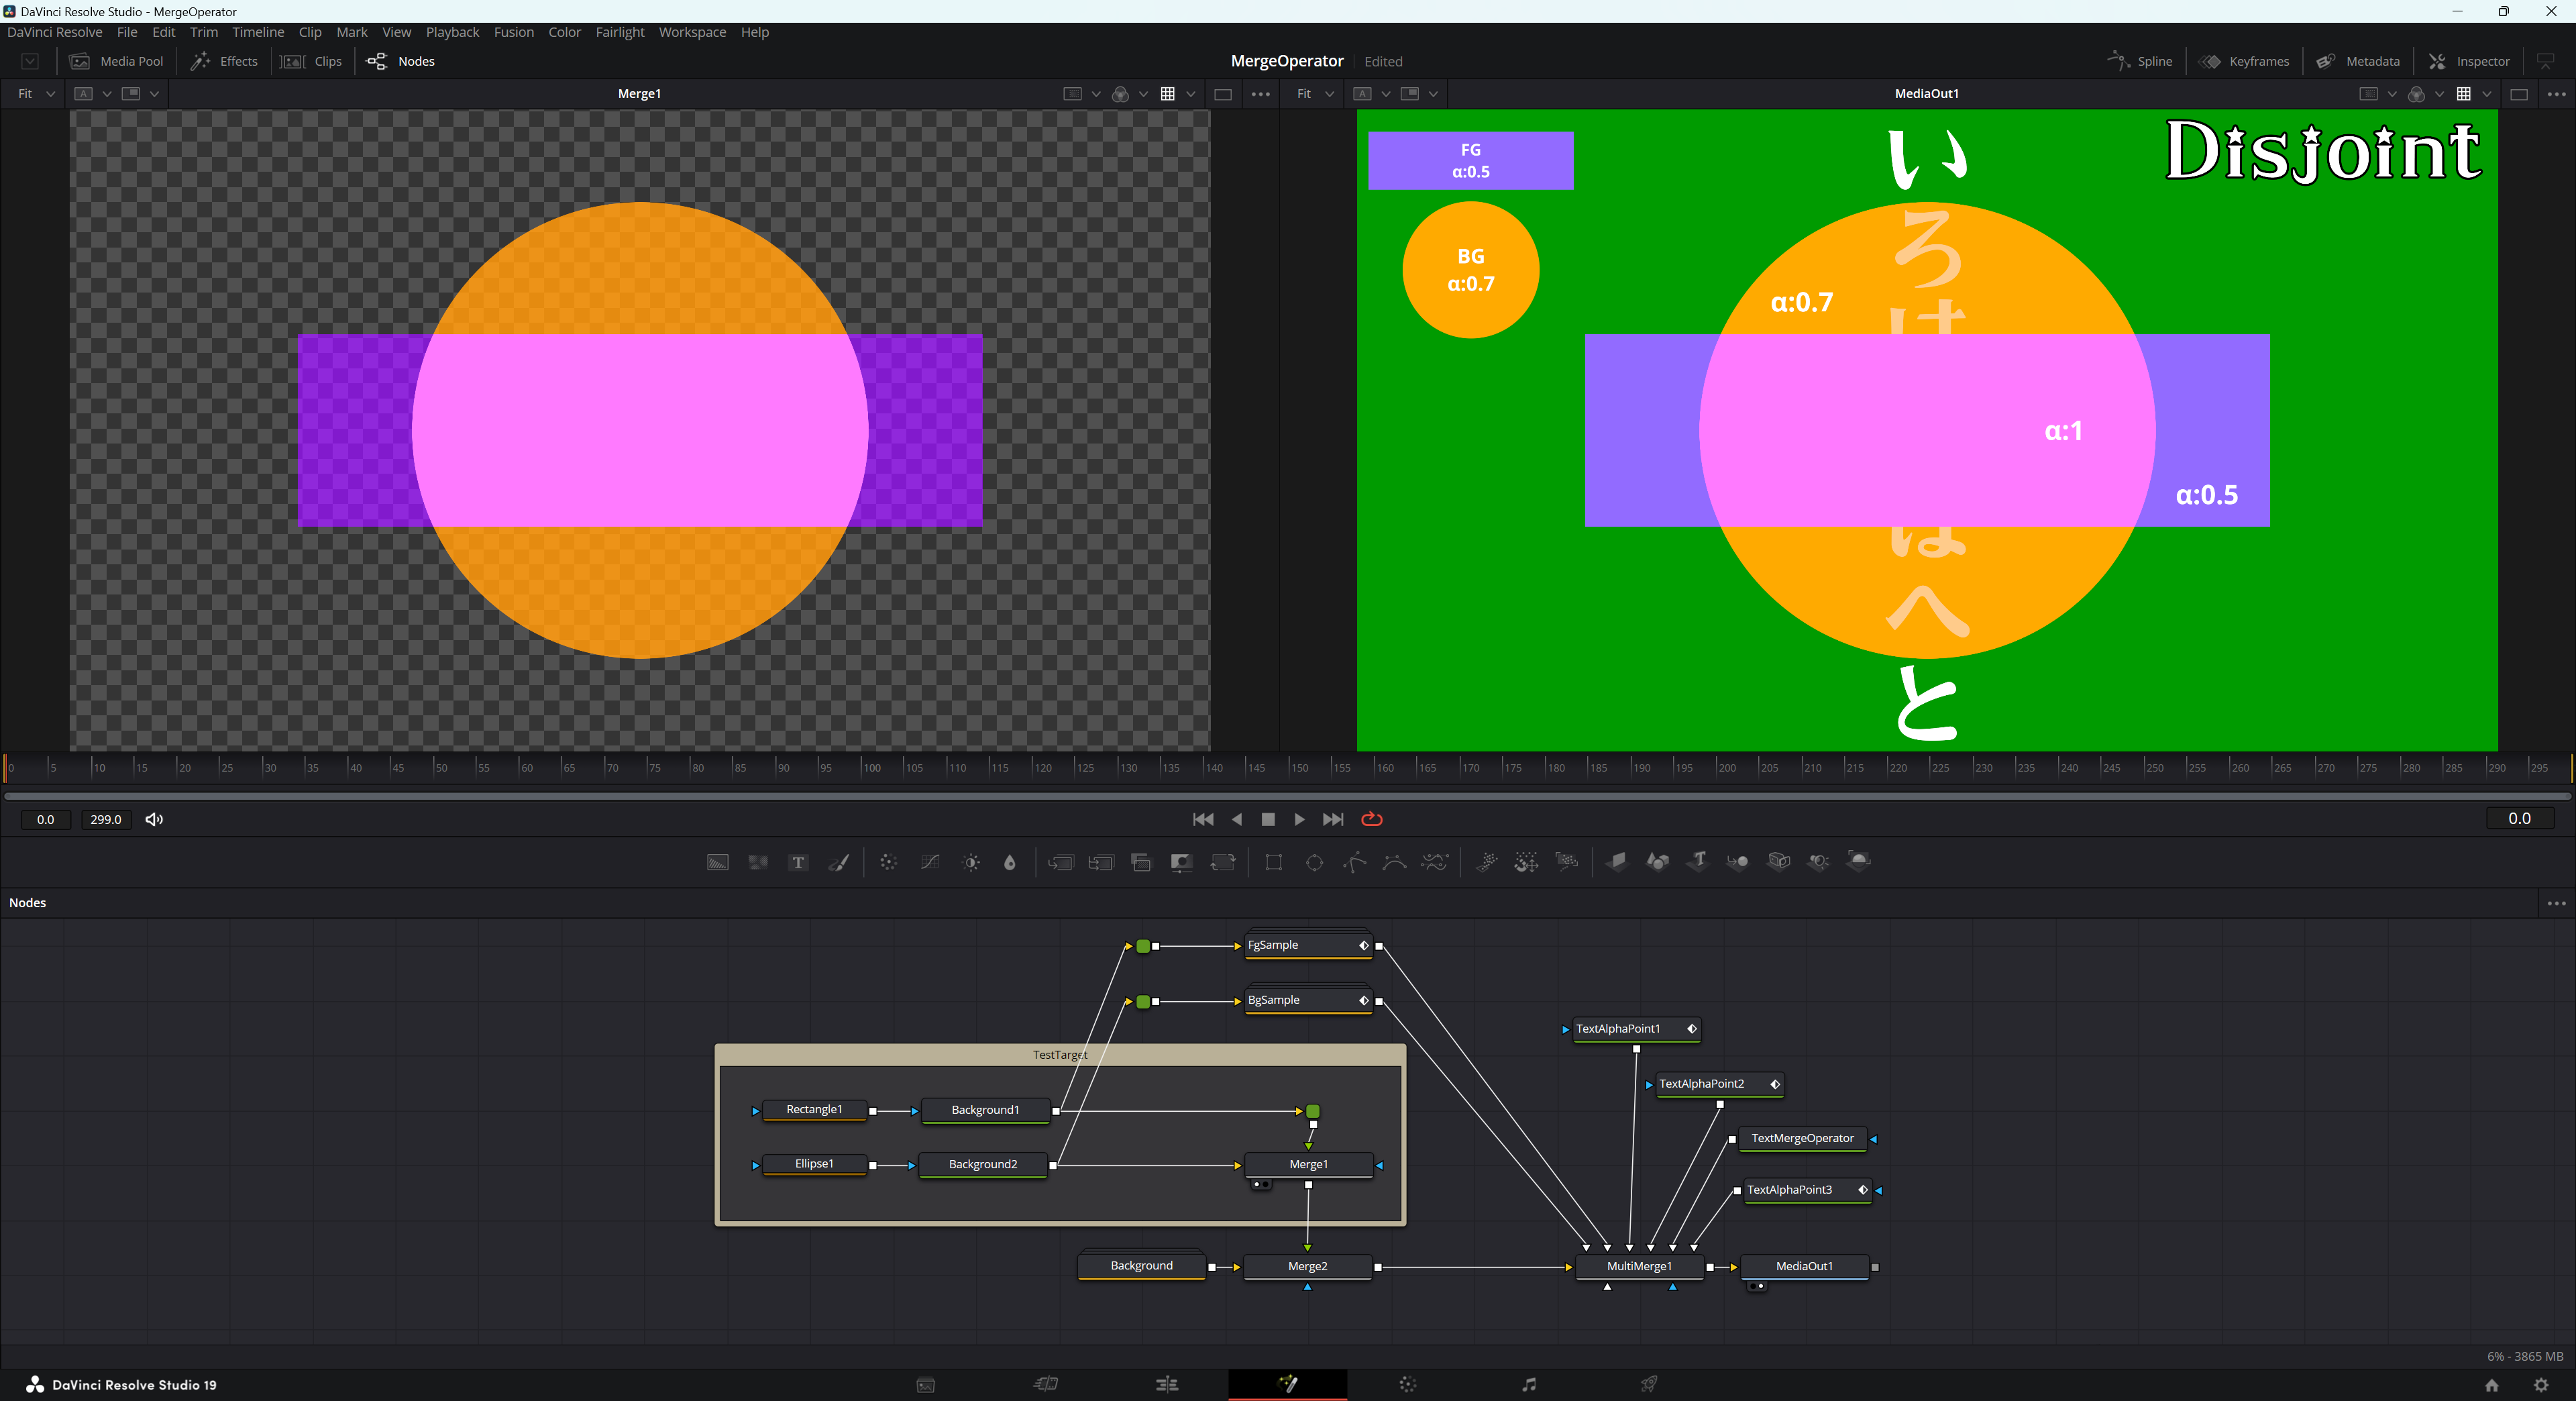 DaVinci Resolve Studio - MergeOperator
DaVinci Resolve File Edit Trim Timeline Clip Mark View Playback Fusion Color Fairlight Workspace Help
Media Pool Effects Clips Nodes MergeOperator Edited Spline Keyframes Metadata Inspector
Fit A Merge1 Fit A MediaOut1
FG
α:0.5
BG
α:0.7
Disjoint
い
ろ
は
は
へ
と
α:0.7
α:1
α:0.5
0 5 10 15 20 25 30 35 40 45 50 55 60 65 70 75 80 85 90 95 100 105 110 115 120 125 130 135 140 145 150 155 160 165 170 175 180 185 190 195 200 205 210 215 220 225 230 235 240 245 250 255 260 265 270 275 280 285 290 295
0.0 299.0 0.0
T T
Nodes
FgSample
BgSample
TextAlphaPoint1
TestTarget
TextAlphaPoint2
Rectangle1 Background1
TextMergeOperator
Ellipse1 Background2 Merge1
TextAlphaPoint3
Background Merge2 MultiMerge1 MediaOut1
6% - 3865 MB
DaVinci Resolve Studio 19